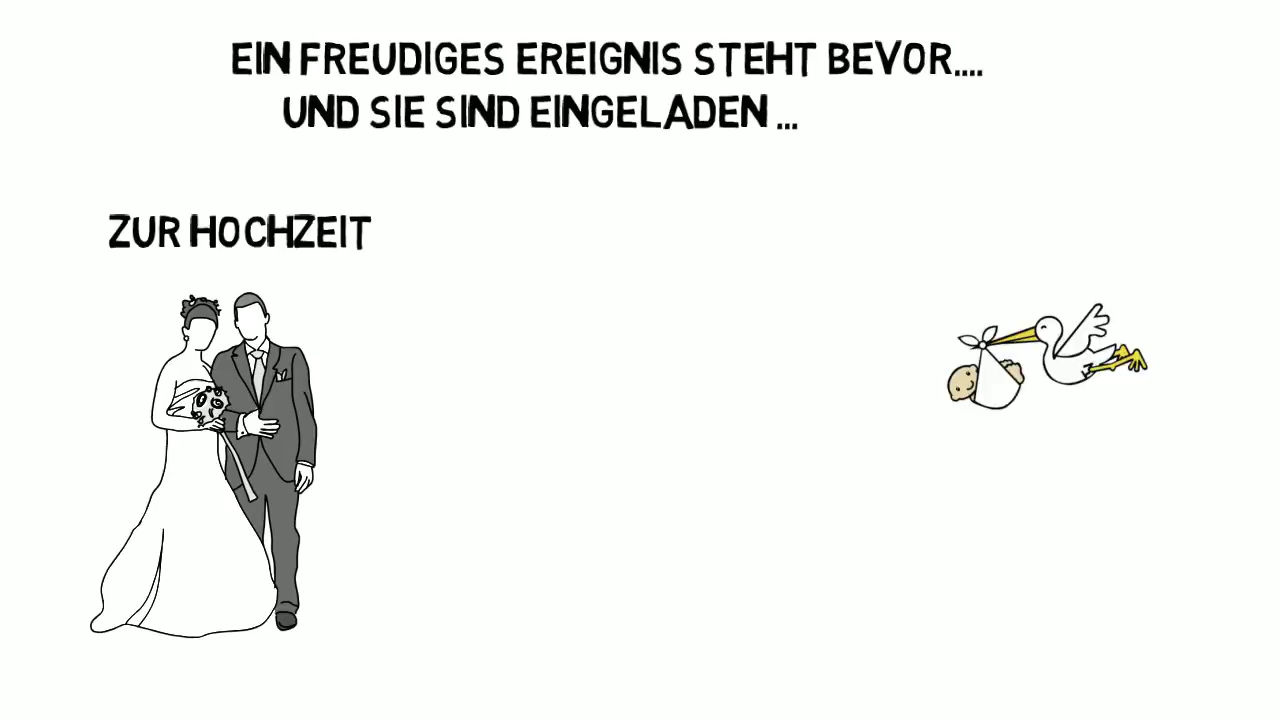 EIN FREUDIGES EREIGNIS STEHT BEVOR....
UND SIE SIND EINGELADEN ...
ZUR HOCHZEIT